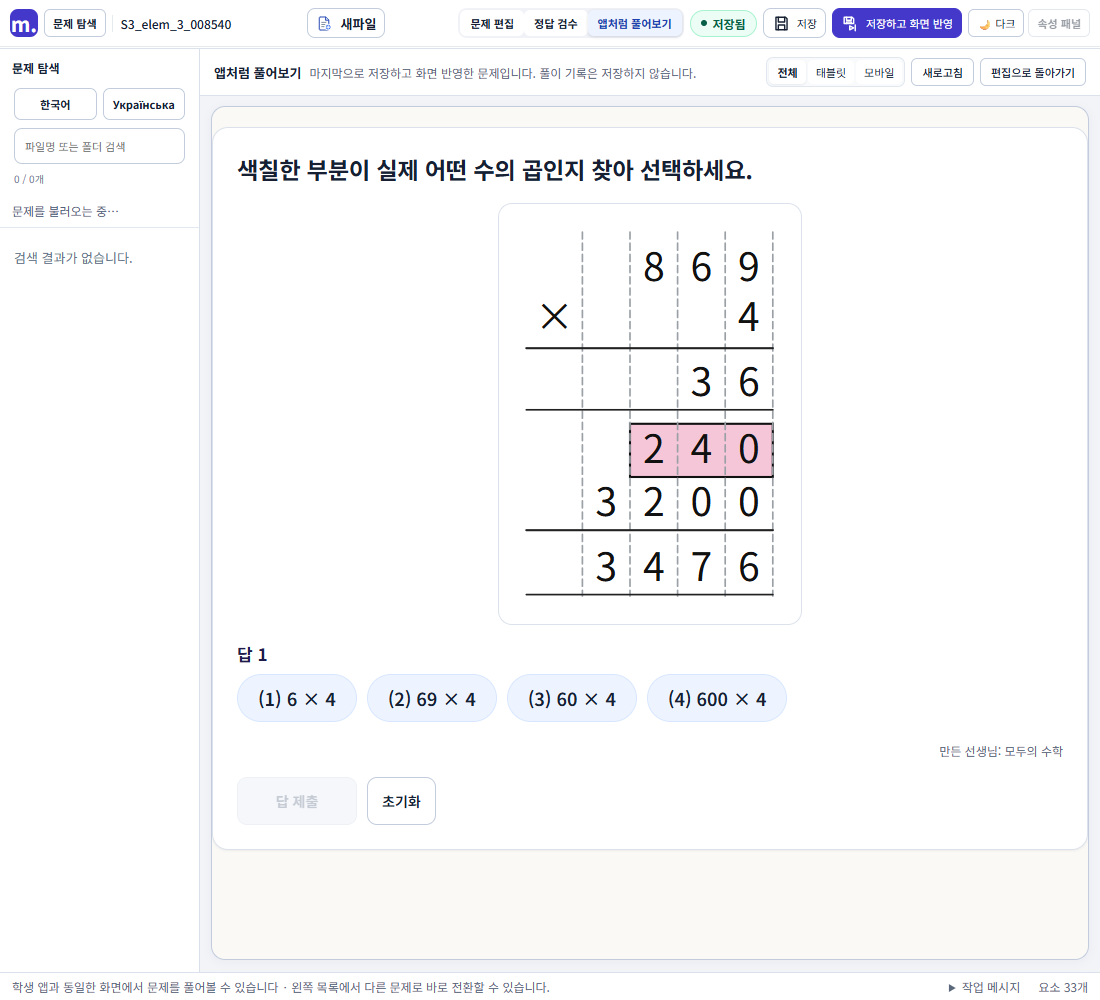 m. 문제 탐색 S3_elem_3_008540 새파일 문제 편집 정답 검수 앱처럼 풀어보기 저장됨 저장 저장하고 화면 반영 다크 속성 패널
문제 탐색
한국어 Українська
파일명 또는 폴더 검색
0 / 0개
문제를 불러오는 중…
검색 결과가 없습니다.
앱처럼 풀어보기 마지막으로 저장하고 화면 반영한 문제입니다. 풀이 기록은 저장하지 않습니다. 전체 태블릿 모바일 새로고침 편집으로 돌아가기
색칠한 부분이 실제 어떤 수의 곱인지 찾아 선택하세요.
8 6 9
× 4
3 6
2 4 0
3 2 0 0
3 4 7 6
답 1
(1) 6 × 4 (2) 69 × 4 (3) 60 × 4 (4) 600 × 4
만든 선생님: 모두의 수학
답 제출 초기화
학생 앱과 동일한 화면에서 문제를 풀어볼 수 있습니다 · 왼쪽 목록에서 다른 문제로 바로 전환할 수 있습니다. ▶ 작업 메시지 요소 33개